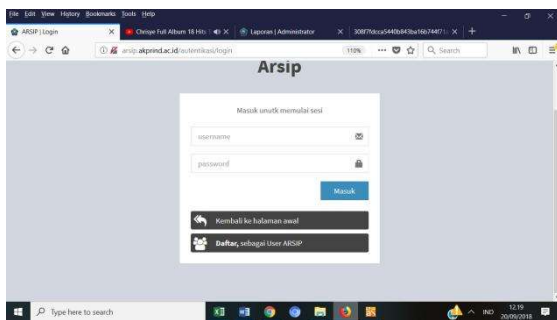 File Edit View History Bookmarks Tools Help
ARSIP | Login
Chrisye Full Album 18 Hits
Laporan | Administrator
arsip.akprind.ac.id/autentikasi/login
110%
Search
Arsip
Masuk unutk memulai sesi
username
password
Masuk
Kembali ke halaman awal
Daftar, sebagai User ARSIP
Type here to search
IND
12.19
20/09/2018